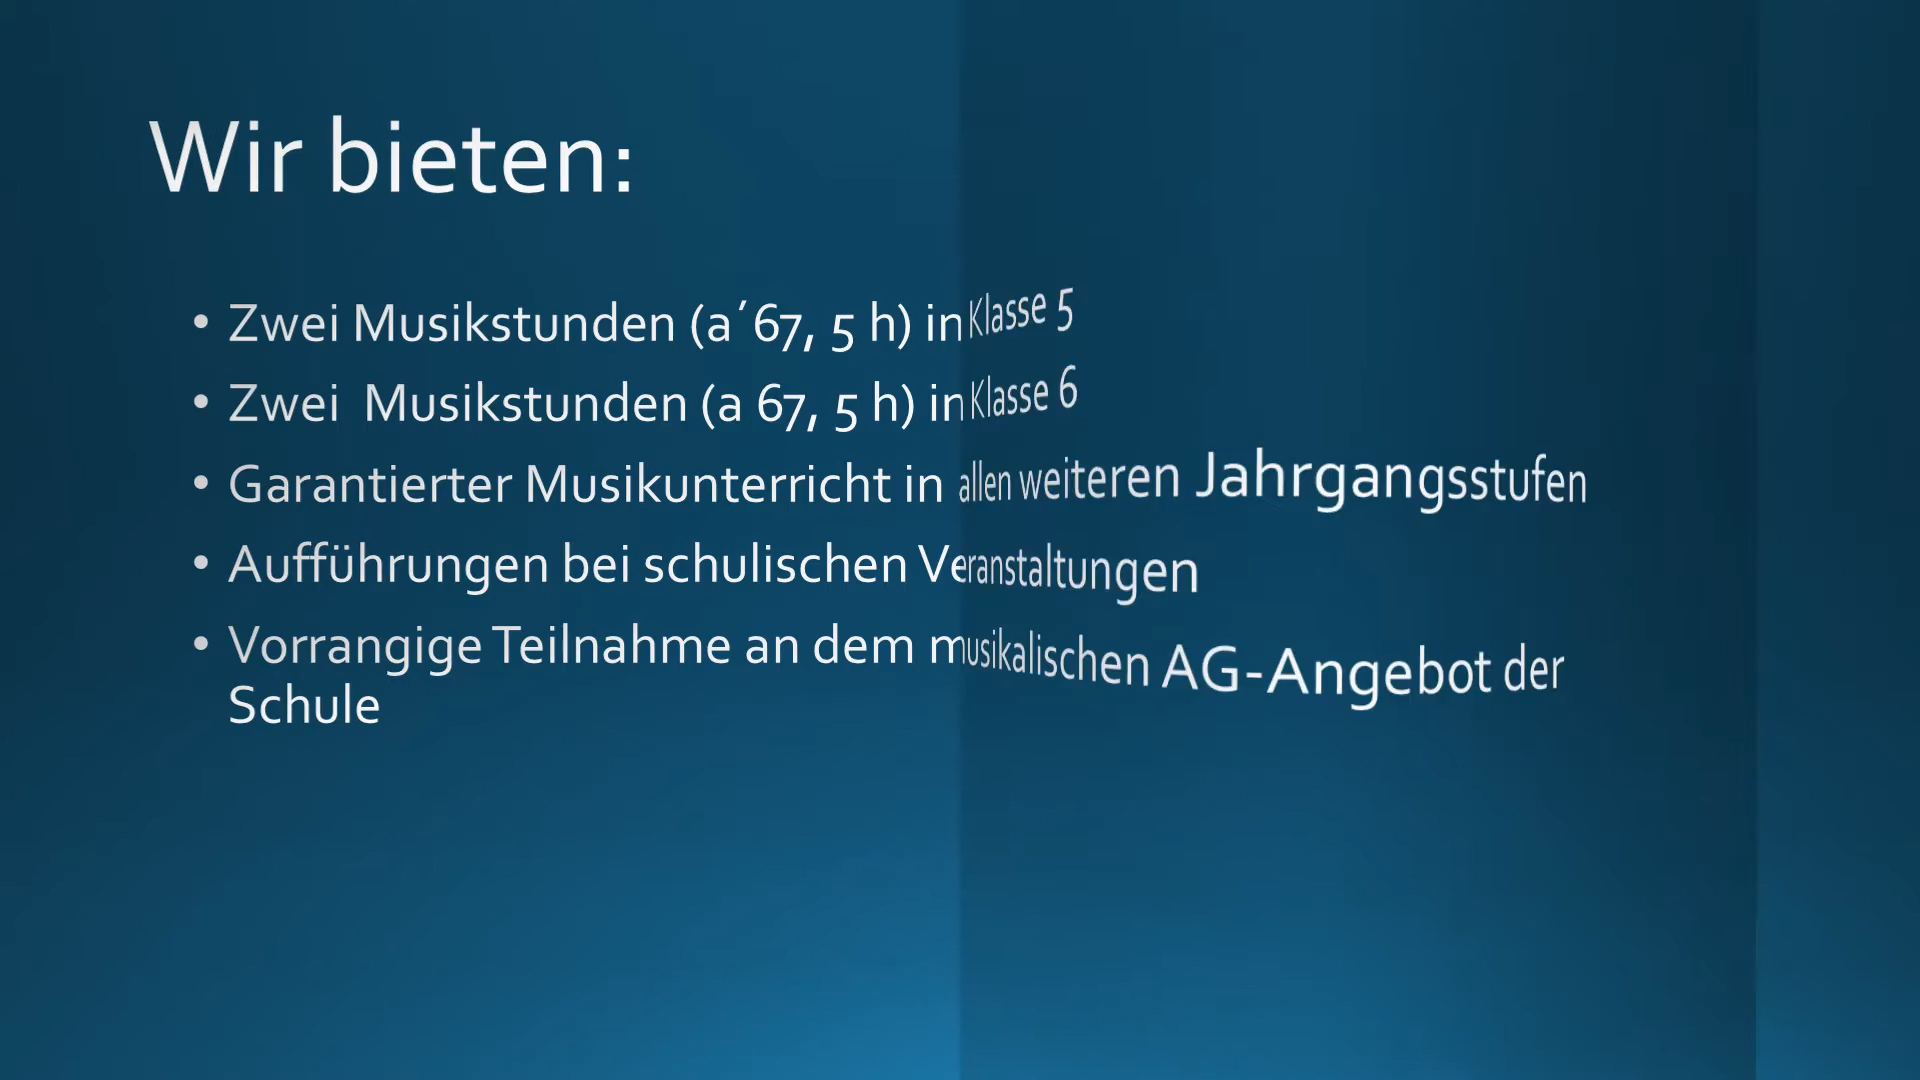 Wir bieten:
• Zwei Musikstunden (a´67, 5 h) in Klasse 5
• Zwei  Musikstunden (a 67, 5 h) in Klasse 6
• Garantierter Musikunterricht in allen weiteren Jahrgangsstufen
• Aufführungen bei schulischen Veranstaltungen
• Vorrangige Teilnahme an dem musikalischen AG-Angebot der
Schule